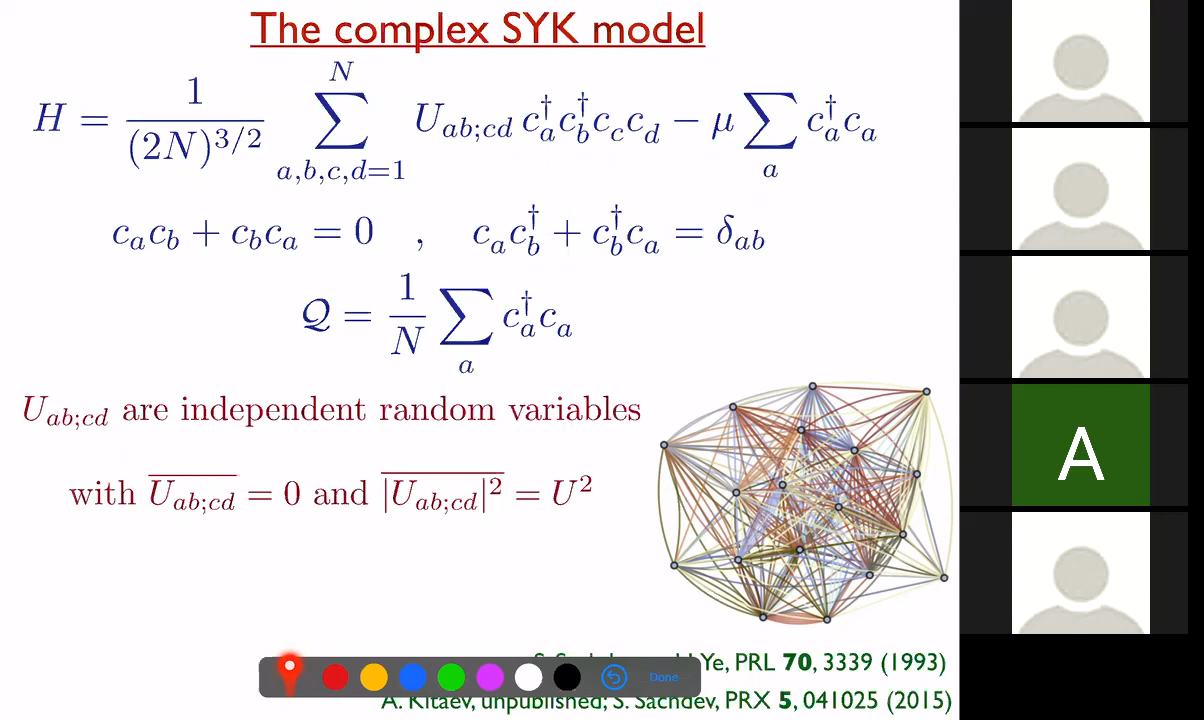 The complex SYK model
H = \frac{1}{(2N)^{3/2}} \sum_{a,b,c,d=1}^{N} U_{ab;cd} c_a^\dagger c_b^\dagger c_c c_d - \mu \sum_a c_a^\dagger c_a
c_a c_b + c_b c_a = 0 , c_a c_b^\dagger + c_b^\dagger c_a = \delta_{ab}
\mathcal{Q} = \frac{1}{N} \sum_a c_a^\dagger c_a
U_{ab;cd} are independent random variables
with \overline{U_{ab;cd}} = 0 and \overline{|U_{ab;cd}|^2} = U^2
A
Ye, PRL 70, 3339 (1993)
Done
A. Kitaev, unpublished; S. Sachdev, PRX 5, 041025 (2015)